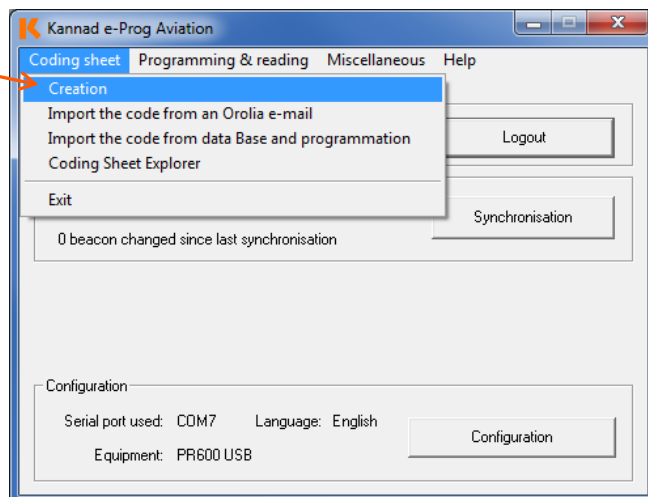 Kannad e-Prog Aviation
Coding sheet Programming & reading Miscellaneous Help
Creation
Import the code from an Orolia e-mail
Import the code from data Base and programmation
Coding Sheet Explorer
Exit
Logout
Synchronisation
0 beacon changed since last synchronisation
Configuration
Serial port used: COM7 Language: English
Equipment: PR600 USB
Configuration